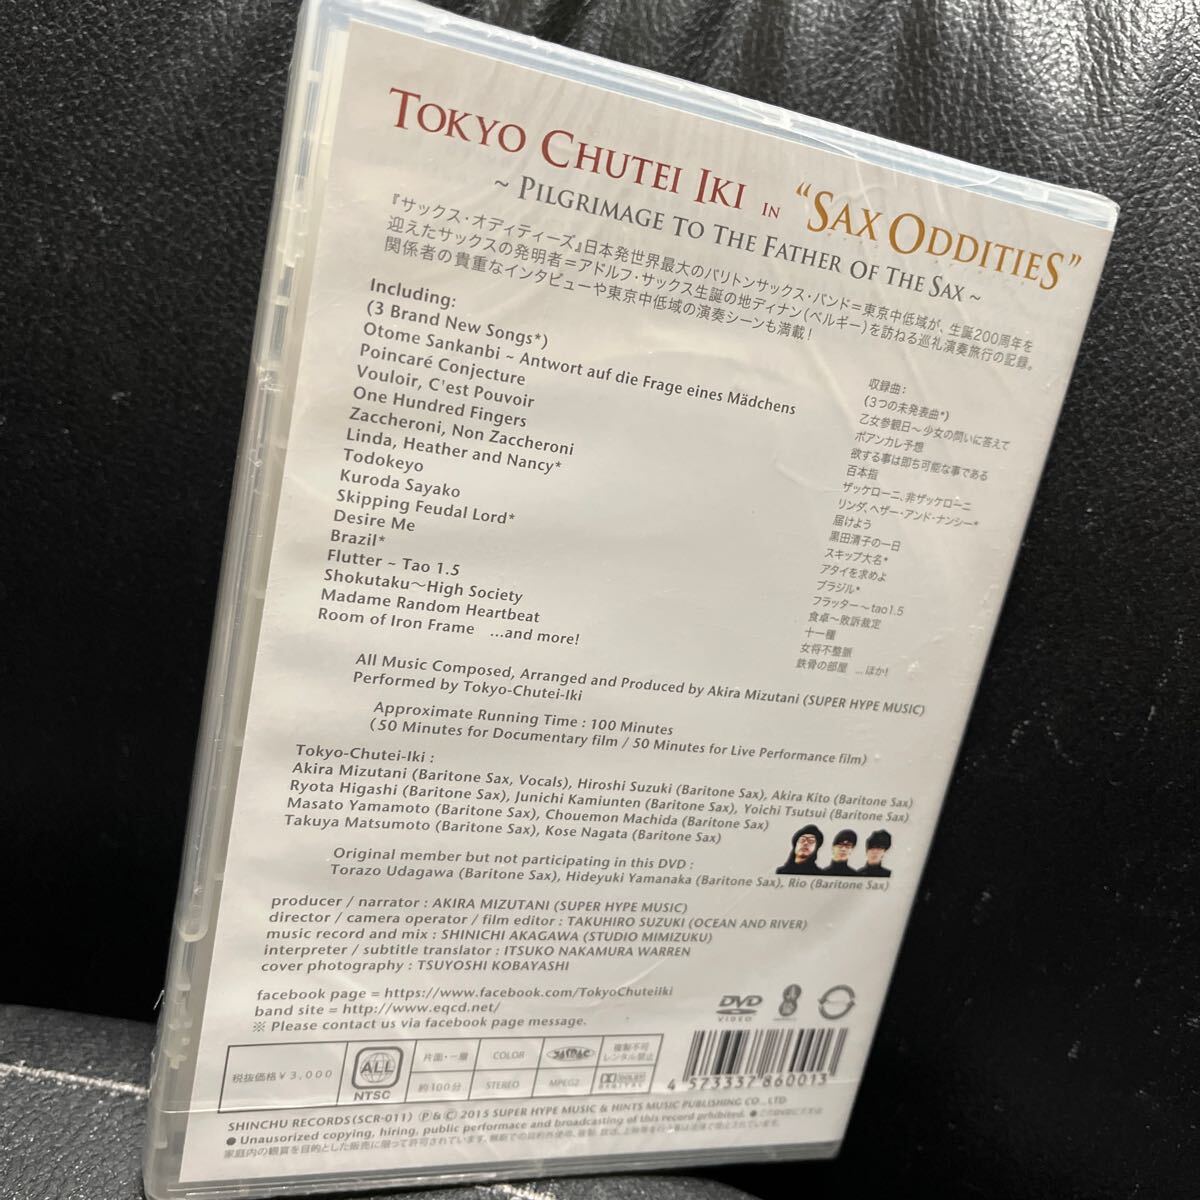 TOKYO CHUTEI IKI IN "SAX ODDITIES"
~ PILGRIMAGE TO THE FATHER OF THE SAX ~
『サックス・オディティーズ』日本発世界最大のバリトンサックス・バンド＝東京中低域が、生誕200周年を
迎えたサックスの発明者＝アドルフ・サックス生誕の地ディナン(ベルギー)を訪ねる巡礼演奏旅行の記録。
関係者の貴重なインタビューや東京中低域の演奏シーンも満載!
Including:
(3 Brand New Songs*)
Otome Sankanbi ~ Antwort auf die Frage eines Mädchens
Poincaré Conjecture
Vouloir, C'est Pouvoir
One Hundred Fingers
Zaccheroni, Non Zaccheroni
Linda, Heather and Nancy*
Todokeyo
Kuroda Sayako
Skipping Feudal Lord*
Desire Me
Brazil*
Flutter ~ Tao 1.5
Shokutaku～High Society
Madame Random Heartbeat
Room of Iron Frame ...and more!
収録曲:
(3つの未発表曲*)
乙女参観日～少女の問いに答えて
ポアンカレ予想
欲する事は即ち可能な事である
百本指
ザッケローニ、非ザッケローニ
リンダ、ヘザー・アンド・ナンシー*
届けよう
黒田清子の一日
スキップ大名*
アタイを求めよ
ブラジル*
フラッター～tao1.5
食卓～敗訴裁定
十一種
女将不整脈
鉄骨の部屋 ...ほか!
All Music Composed, Arranged and Produced by Akira Mizutani (SUPER HYPE MUSIC)
Performed by Tokyo-Chutei-Iki
Approximate Running Time : 100 Minutes
(50 Minutes for Documentary film / 50 Minutes for Live Performance film)
Tokyo-Chutei-Iki :
Akira Mizutani (Baritone Sax, Vocals), Hiroshi Suzuki (Baritone Sax), Akira Kito (Baritone Sax)
Ryota Higashi (Baritone Sax), Junichi Kamiunten (Baritone Sax), Yoichi Tsutsui (Baritone Sax)
Masato Yamamoto (Baritone Sax), Chouemon Machida (Baritone Sax)
Takuya Matsumoto (Baritone Sax), Kose Nagata (Baritone Sax)
Original member but not participating in this DVD :
Torazo Udagawa (Baritone Sax), Hideyuki Yamanaka (Baritone Sax), Rio (Baritone Sax)
producer / narrator : AKIRA MIZUTANI (SUPER HYPE MUSIC)
director / camera operator / film editor : TAKUHIRO SUZUKI (OCEAN AND RIVER)
music record and mix : SHINICHI AKAGAWA (STUDIO MIMIZUKU)
interpreter / subtitle translator : ITSUKO NAKAMURA WARREN
cover photography : TSUYOSHI KOBAYASHI
facebook page = https://www.facebook.com/TokyoChuteiIki
band site = http://www.eqcd.net/
※ Please contact us via facebook page message.
DVD
VIDEO
税抜価格￥3,000
ALL
NTSC
片面・一層 COLOR 複製不可
レンタル禁止
約100分 STEREO MPEG2 DOLBY DIGITAL
4 573337 860013
SHINCHU RECORDS(SCR-011) ℗&© 2015 SUPER HYPE MUSIC & HINTS MUSIC PUBLISHING CO., LTD
● Unausorized copying, hiring, public performace and broadcasting of this record prhibited.